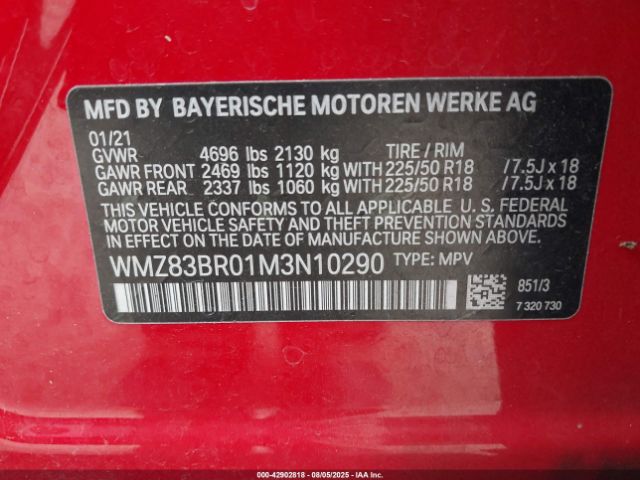 MFD BY BAYERISCHE MOTOREN WERKE AG
01/21
GVWR 4696 lbs 2130 kg TIRE / RIM
GAWR FRONT 2469 lbs 1120 kg WITH 225/50 R18 /7.5J x 18
GAWR REAR 2337 lbs 1060 kg WITH 225/50 R18 /7.5J x 18
THIS VEHICLE CONFORMS TO ALL APPLICABLE U. S. FEDERAL
MOTOR VEHICLE SAFETY AND THEFT PREVENTION STANDARDS
IN EFFECT ON THE DATE OF MANUFACTURE SHOWN ABOVE.
WMZ83BR01M3N10290 TYPE: MPV
851/3
7 320 730
000-42902818 - 08/05/2025 - IAAI.COM